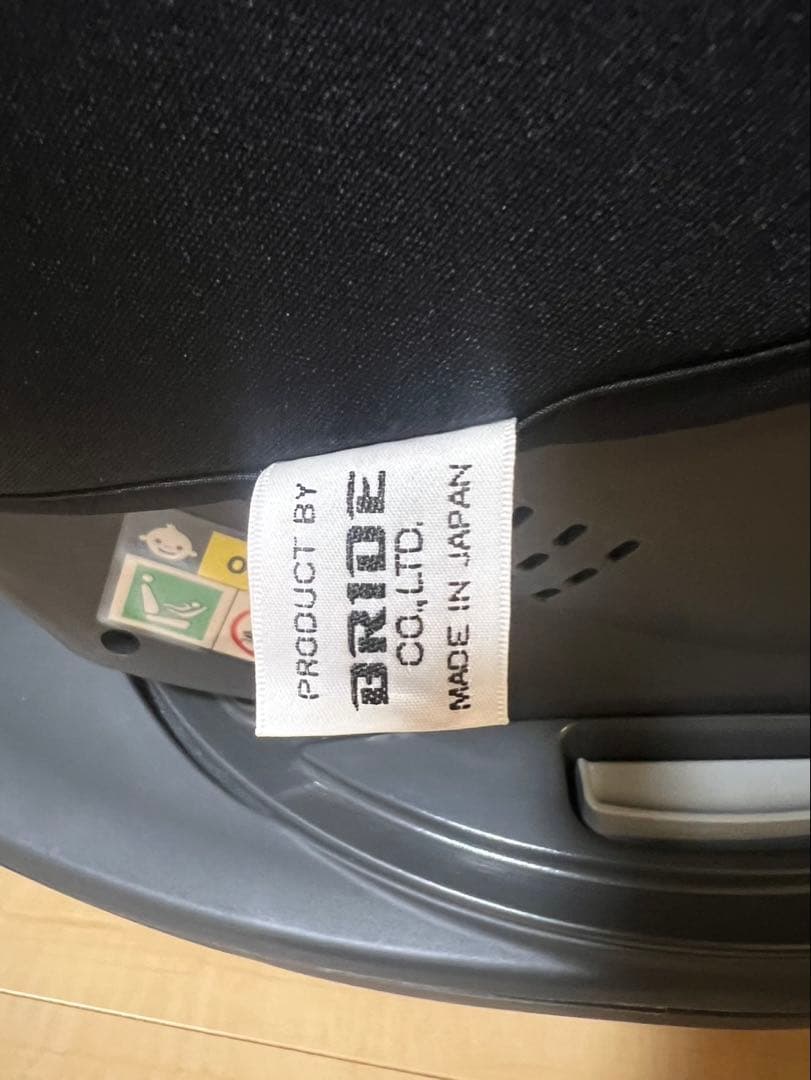 PRODUCT BY
BRIDE
CO.,LTD.
MADE IN JAPAN